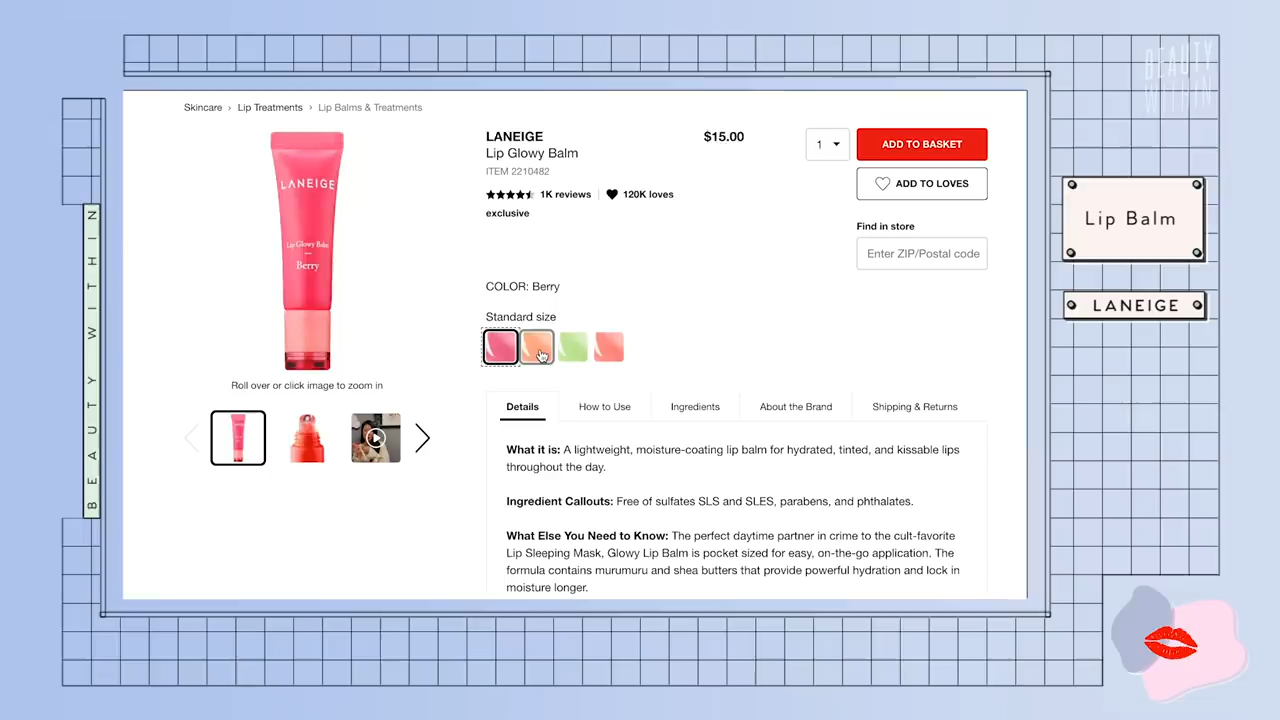 BEAUTY
WITHIN
Skincare › Lip Treatments › Lip Balms & Treatments
LANEIGE
Lip Glowy Balm
Berry
Roll over or click image to zoom in
LANEIGE
$15.00
Lip Glowy Balm
ITEM 2210482
1K reviews
120K loves
exclusive
1
ADD TO BASKET
ADD TO LOVES
Find in store
Enter ZIP/Postal code
COLOR: Berry
Standard size
Details
How to Use
Ingredients
About the Brand
Shipping & Returns
What it is: A lightweight, moisture-coating lip balm for hydrated, tinted, and kissable lips
throughout the day.
Ingredient Callouts: Free of sulfates SLS and SLES, parabens, and phthalates.
What Else You Need to Know: The perfect daytime partner in crime to the cult-favorite
Lip Sleeping Mask, Glowy Lip Balm is pocket sized for easy, on-the-go application. The
formula contains murumuru and shea butters that provide powerful hydration and lock in
moisture longer.
Lip Balm
LANEIGE
BEAUTY WITHIN